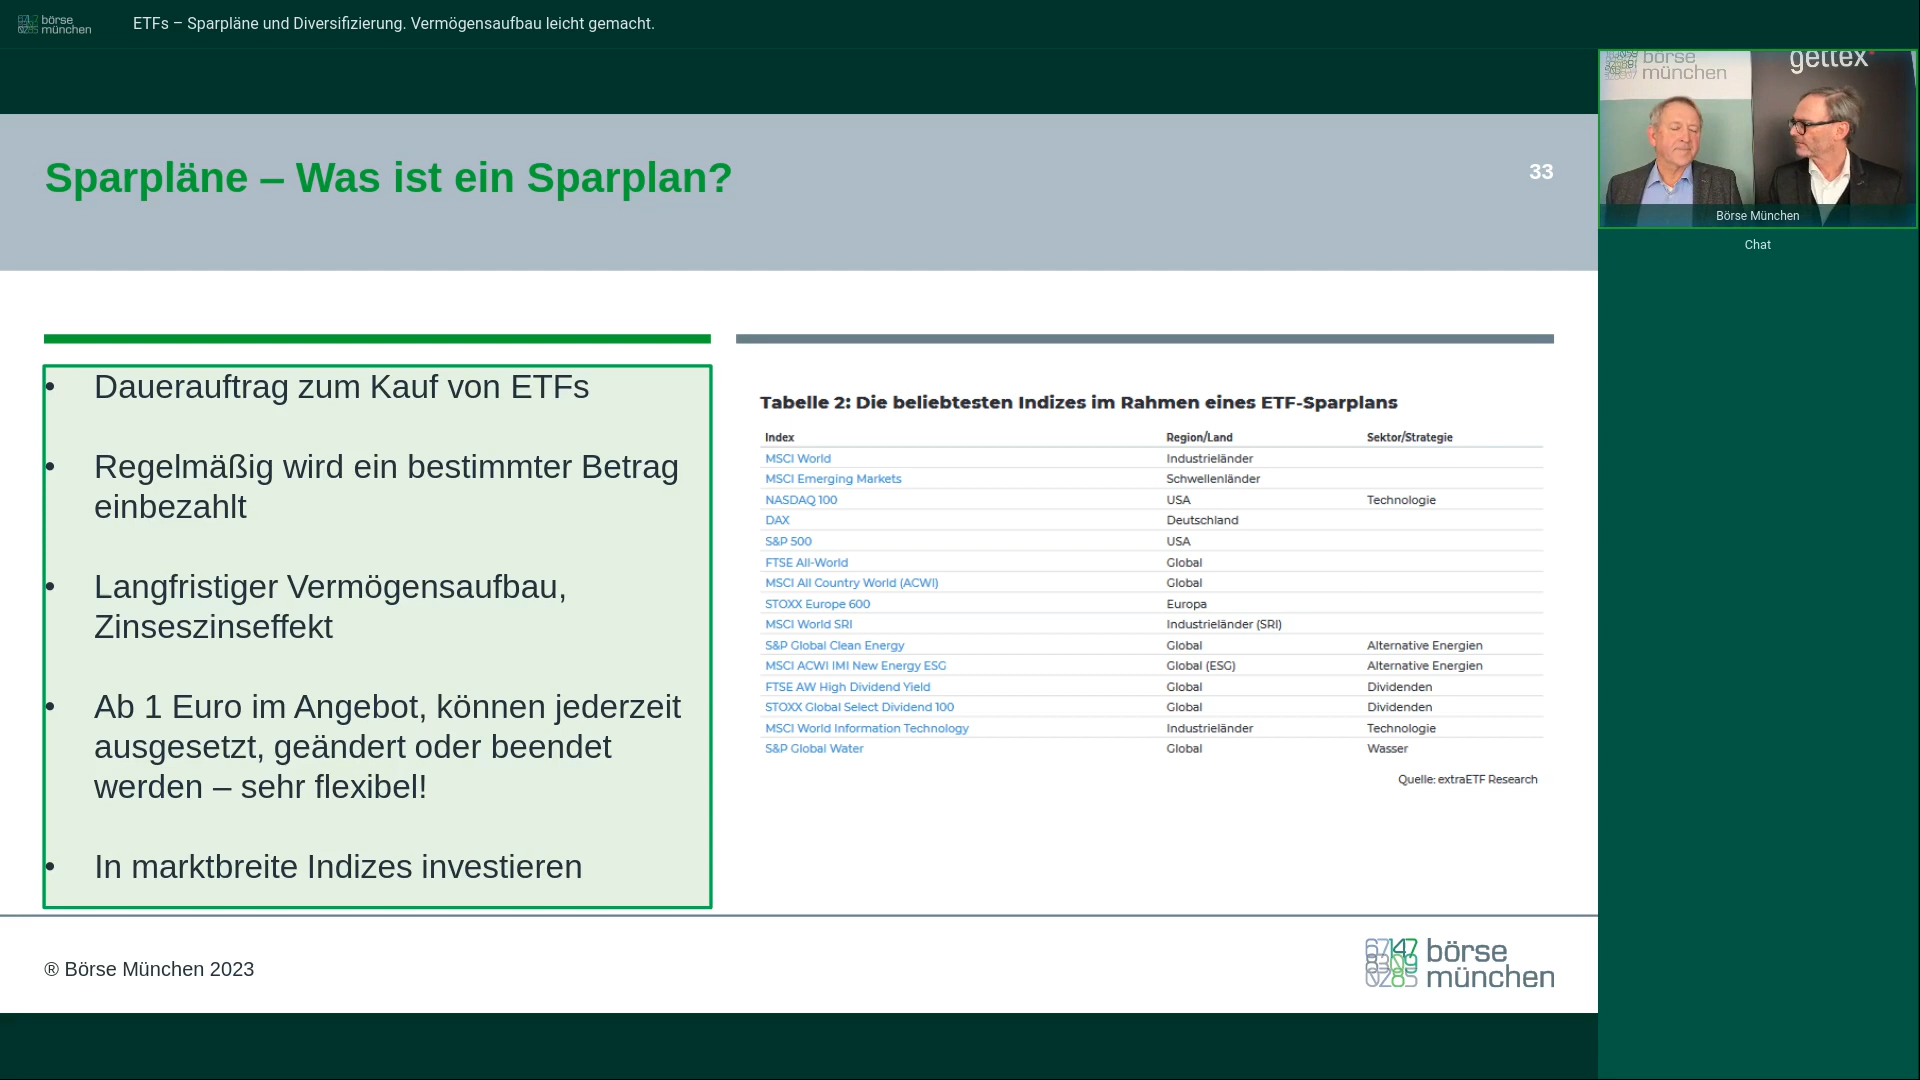 börse
münchen
ETFs – Sparpläne und Diversifizierung. Vermögensaufbau leicht gemacht.
Sparpläne – Was ist ein Sparplan?
33
• Dauerauftrag zum Kauf von ETFs
• Regelmäßig wird ein bestimmter Betrag
einbezahlt
• Langfristiger Vermögensaufbau,
Zinseszinseffekt
• Ab 1 Euro im Angebot, können jederzeit
ausgesetzt, geändert oder beendet
werden – sehr flexibel!
• In marktbreite Indizes investieren
Tabelle 2: Die beliebtesten Indizes im Rahmen eines ETF-Sparplans
Index Region/Land Sektor/Strategie
MSCI World Industrieländer
MSCI Emerging Markets Schwellenländer
NASDAQ 100 USA Technologie
DAX Deutschland
S&P 500 USA
FTSE All-World Global
MSCI All Country World (ACWI) Global
STOXX Europe 600 Europa
MSCI World SRI Industrieländer (SRI)
S&P Global Clean Energy Global Alternative Energien
MSCI ACWI IMI New Energy ESG Global (ESG) Alternative Energien
FTSE AW High Dividend Yield Global Dividenden
STOXX Global Select Dividend 100 Global Dividenden
MSCI World Information Technology Industrieländer Technologie
S&P Global Water Global Wasser
Quelle: extraETF Research
® Börse München 2023
börse
münchen
börse
münchen
gettex
Börse München
Chat